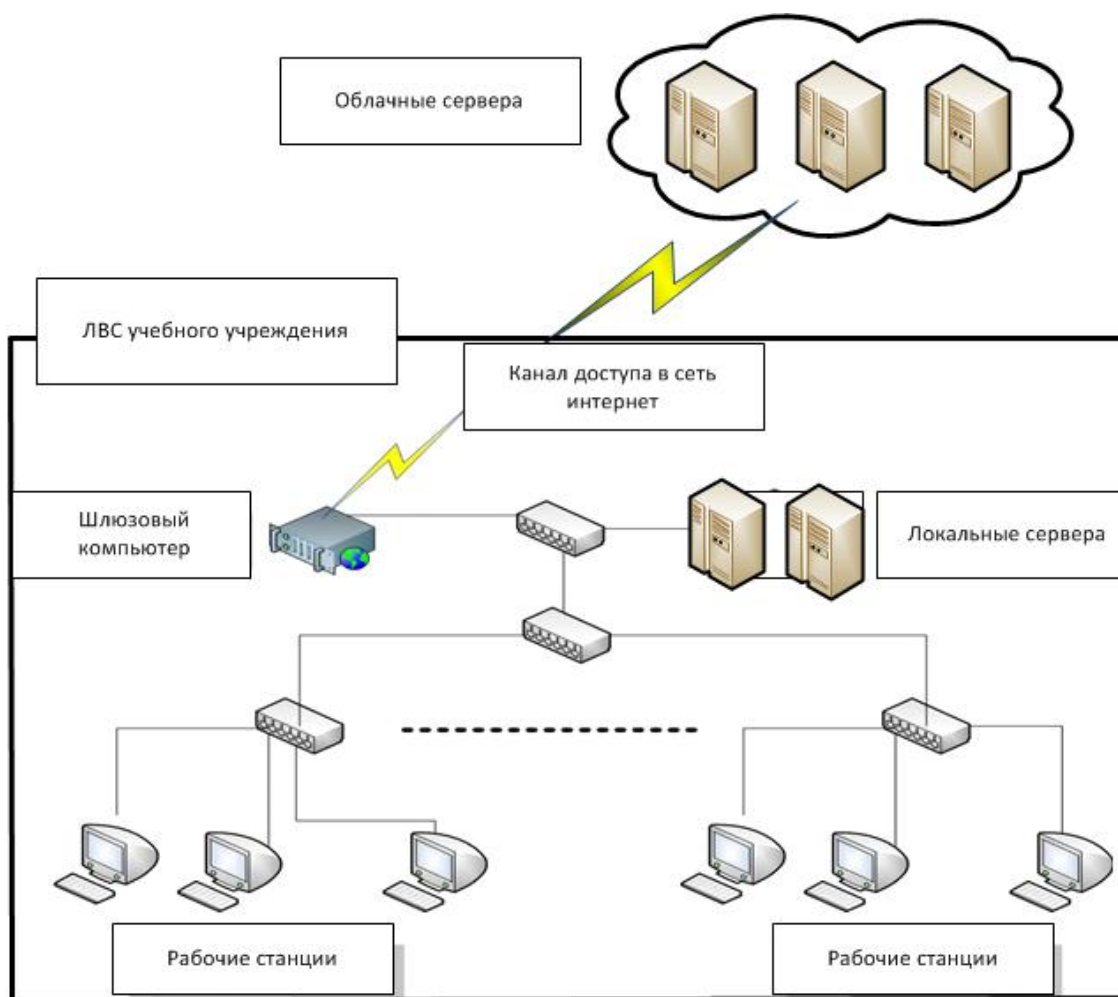 Облачные сервера
ЛВС учебного учреждения
Канал доступа в сеть
интернет
Шлюзовый
компьютер
Локальные сервера
Рабочие станции
Рабочие станции